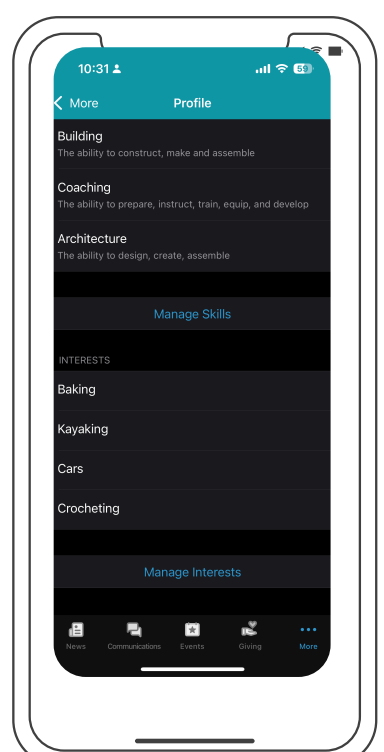 10:31
59
More
Profile
Building
The ability to construct, make and assemble
Coaching
The ability to prepare, instruct, train, equip, and develop
Architecture
The ability to design, create, assemble
Manage Skills
INTERESTS
Baking
Kayaking
Cars
Crocheting
Manage Interests
News Communications Events Giving More